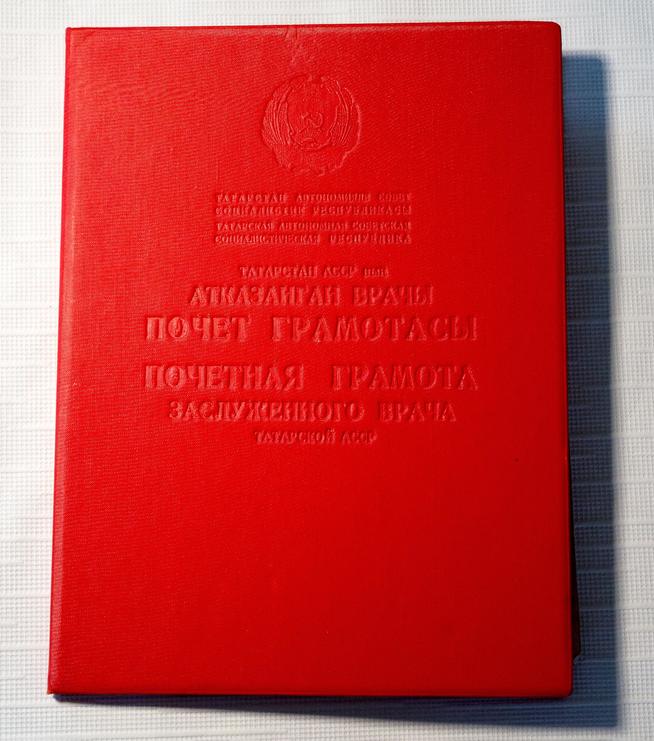 ТАТАРСТАН АВТОНОМИЯЛЕ СОВЕТ
СОЦИАЛИСТИК РЕСПУБЛИКАСЫ
ТАТАРСКАЯ АВТОНОМНАЯ СОВЕТСКАЯ
СОЦИАЛИСТИЧЕСКАЯ РЕСПУБЛИКА
ТАТАРСТАН АССР ның
АТКАЗАНГАН ВРАЧЫ
ПОЧЕТ ГРАМОТАСЫ
ПОЧЕТНАЯ ГРАМОТА
ЗАСЛУЖЕННОГО ВРАЧА
ТАТАРСКОЙ АССР